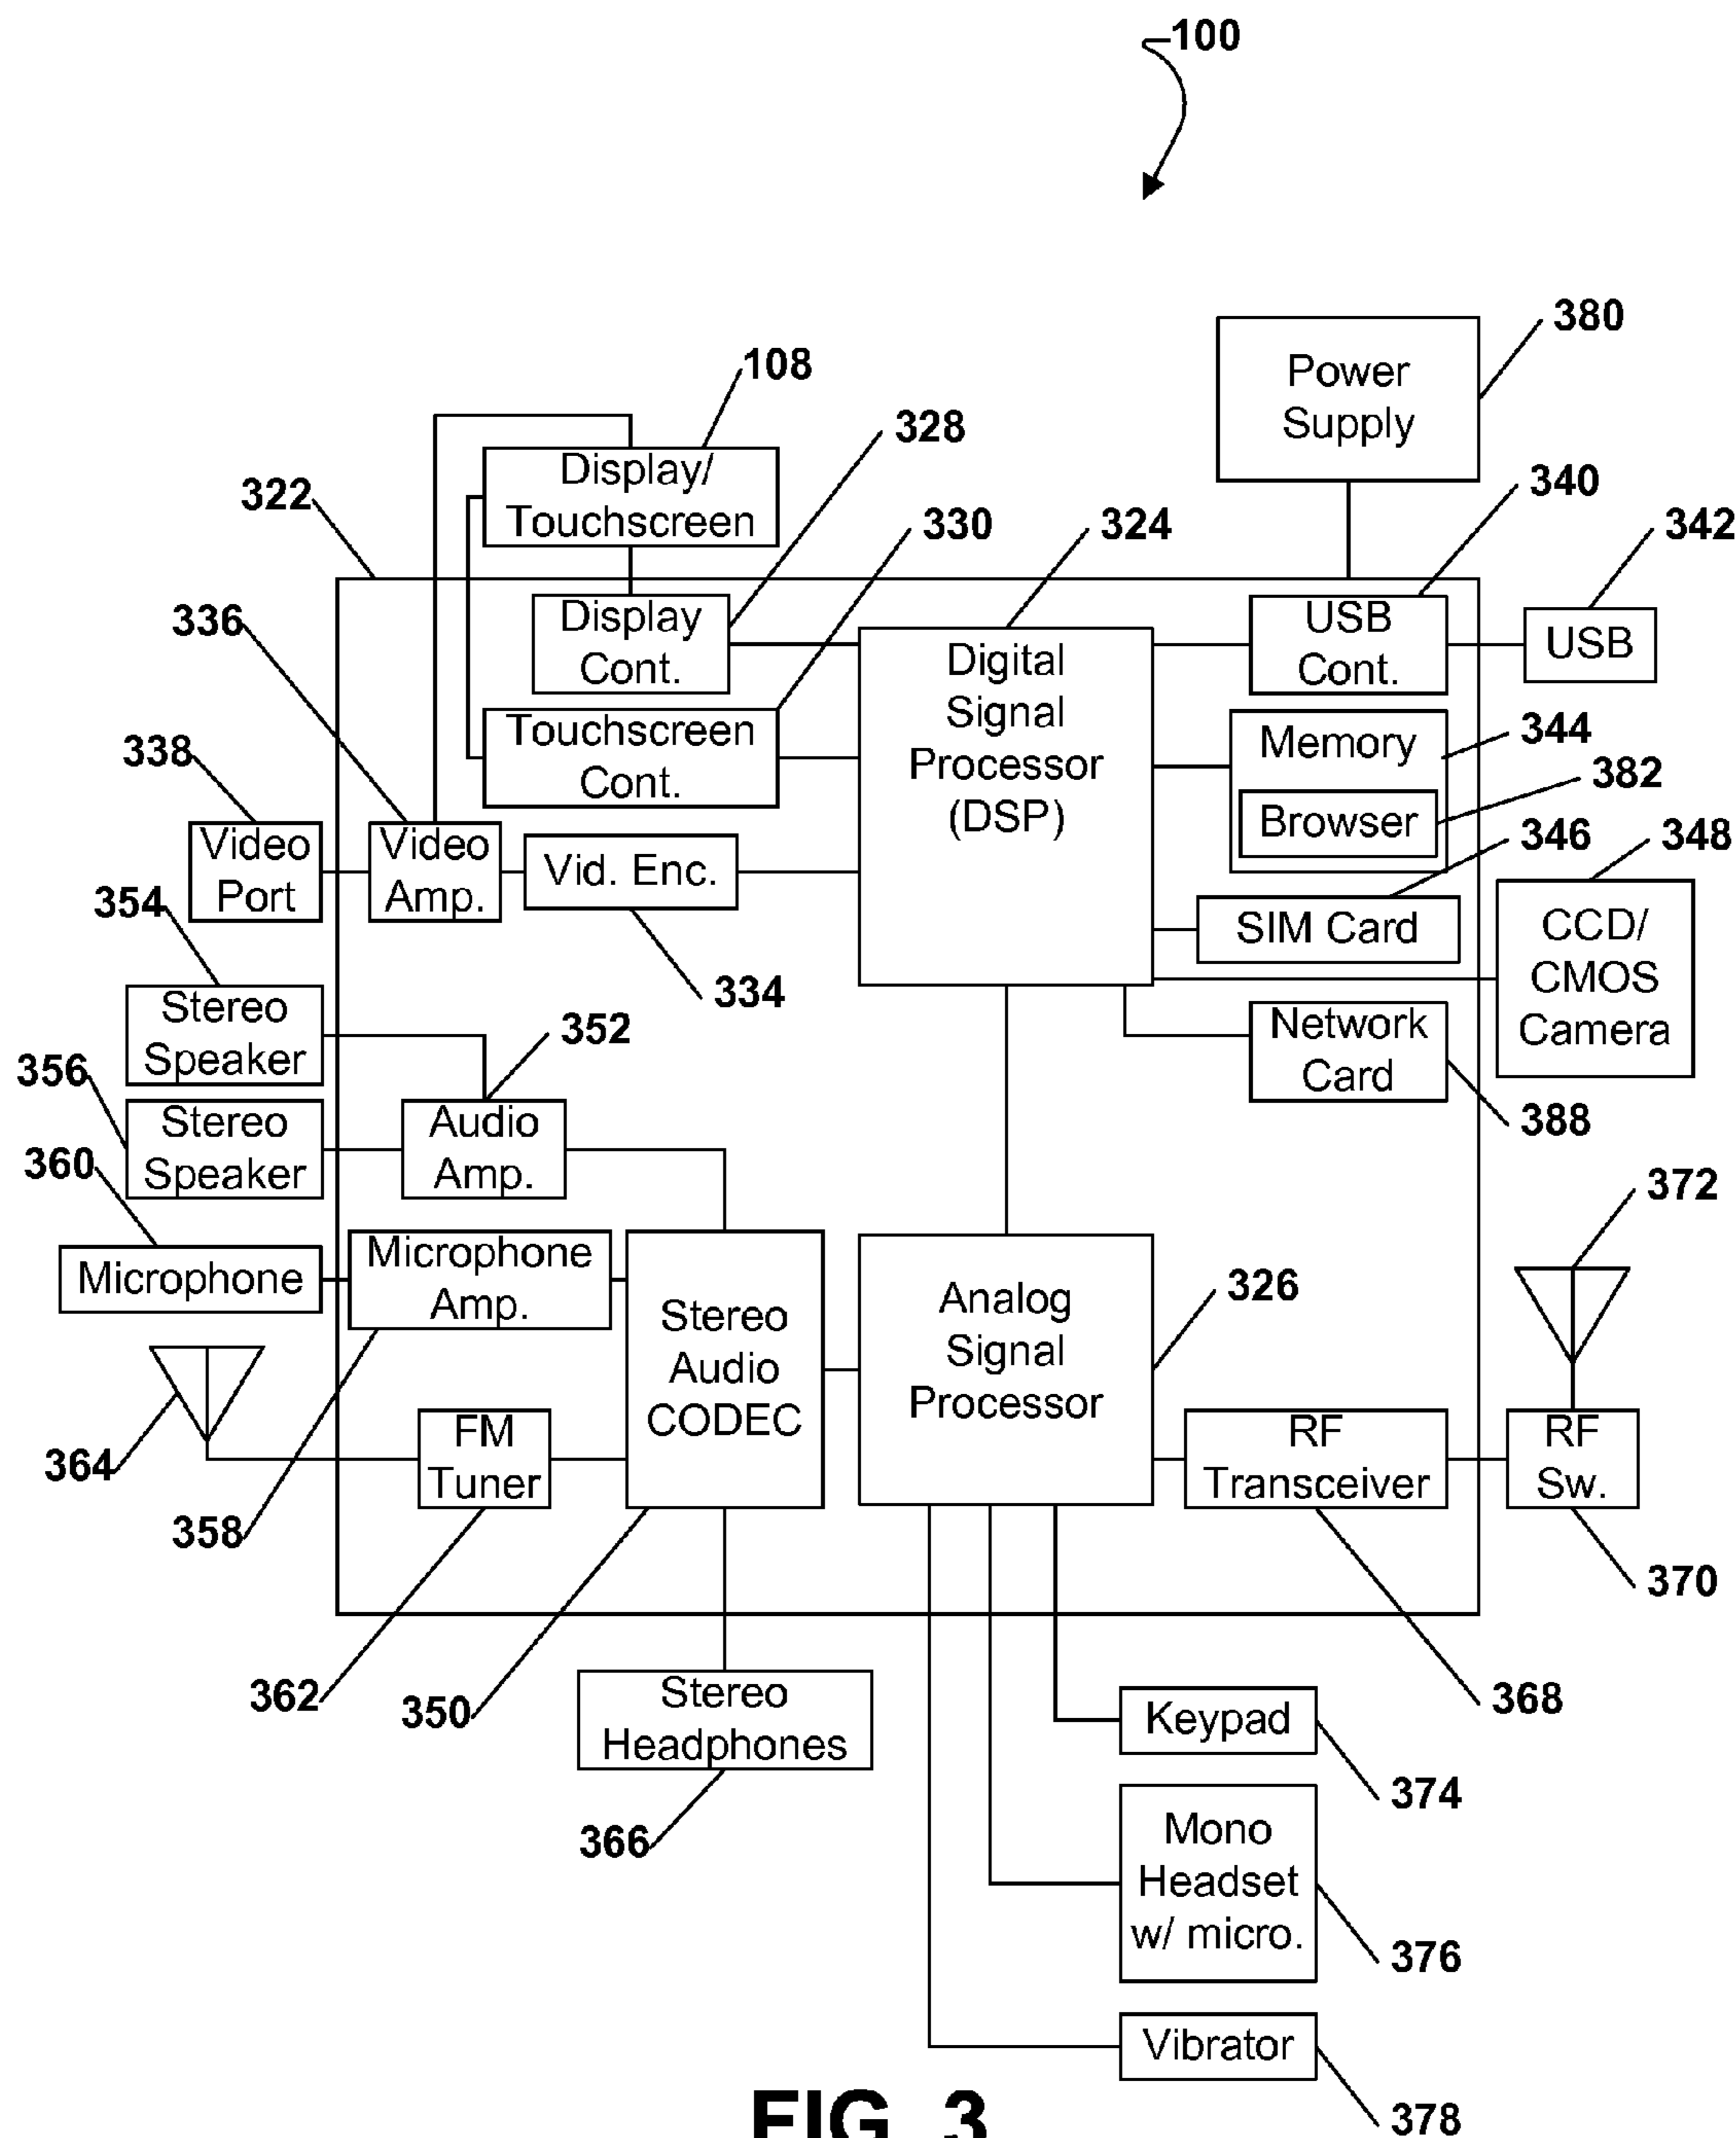 100
380
Power
Supply
108
328
Display/
Touchscreen
322
330
324
340
342
336
Display
Cont.
Digital
Signal
Processor
(DSP)
USB
Cont.
USB
338
Touchscreen
Cont.
Memory
344
382
Browser
346
348
Video
Port
Video
Amp.
Vid. Enc.
354
SIM Card
CCD/
CMOS
Camera
334
Stereo
Speaker
352
Network
Card
356
388
Stereo
Speaker
Audio
Amp.
360
372
Microphone
Microphone
Amp.
Stereo
Audio
CODEC
Analog
Signal
Processor
326
364
FM
Tuner
RF
Transceiver
RF
Sw.
358
370
362
350
Stereo
Headphones
368
Keypad
374
366
Mono
Headset
w/ micro.
376
Vibrator
378
FIG. 3